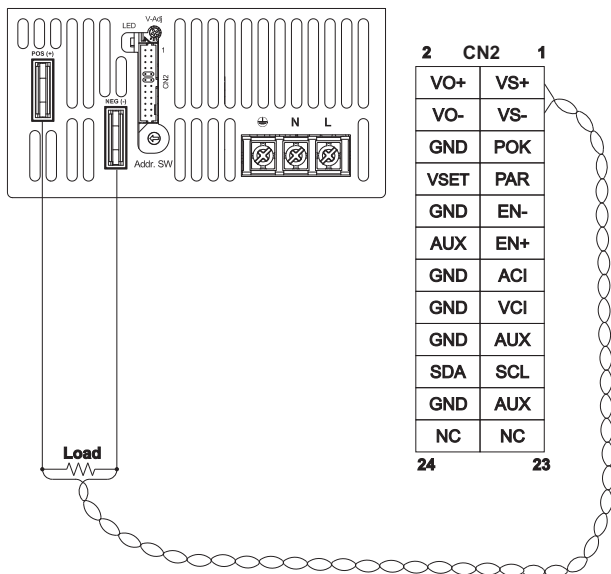 LED
V-Adj
POS (+)
1
CN2
NEG (-)
Addr. SW
N
L
Load
2 CN2 1
VO+ VS+
VO- VS-
GND POK
VSET PAR
GND EN-
AUX EN+
GND ACI
GND VCI
GND AUX
SDA SCL
GND AUX
NC NC
24 23